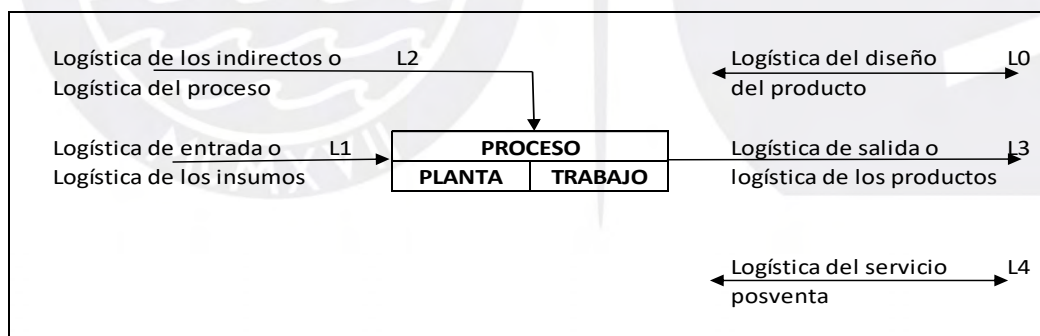 Logística de los indirectos o L2
Logística del proceso
Logística del diseño L0
del producto
Logística de entrada o L1
Logística de los insumos
PROCESO
PLANTA TRABAJO
Logística de salida o L3
logística de los productos
Logística del servicio L4
posventa